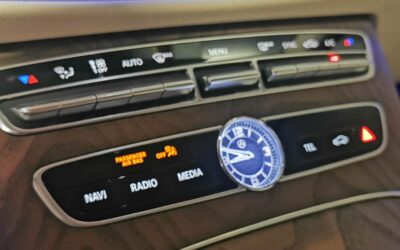 AUTO MENU SYNC A/C
PASSENGER
AIR BAG OFF
NAVI RADIO MEDIA TEL